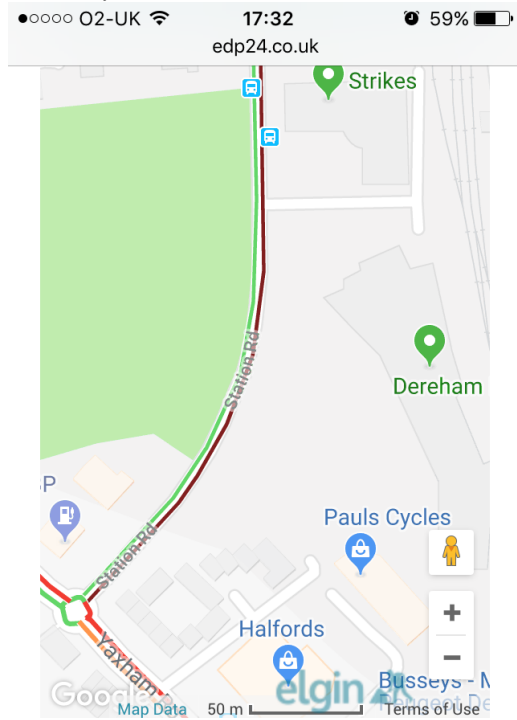 ●○○○○ O2-UK 17:32 59%
edp24.co.uk
Strikes
Station Rd
Dereham
P
Pauls Cycles
Station Rd
Halfords
Yaxham
+
−
Busseys - M
Google
elgin
Map Data 50 m Terms of Use